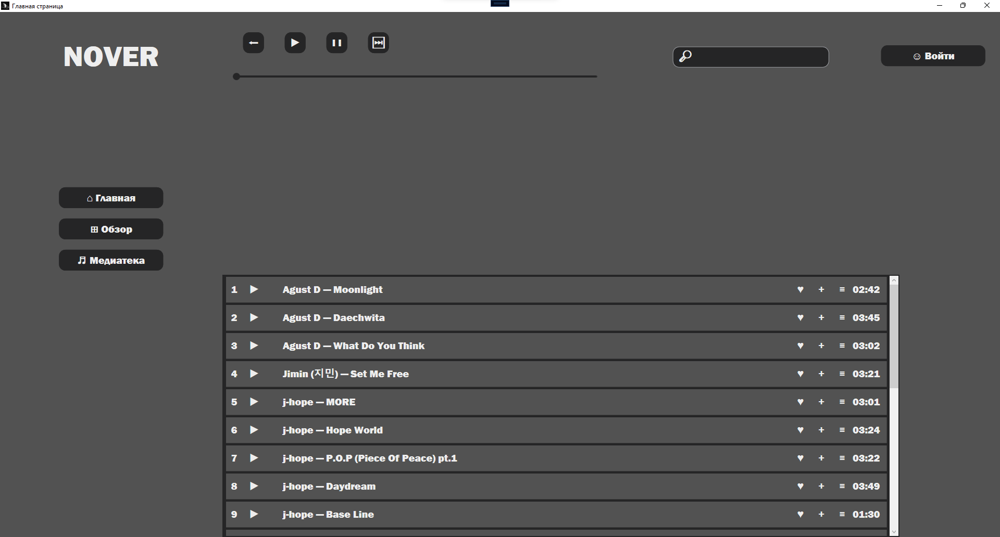 Главная страница
NOVER
☺ Войти
⌂ Главная
⊞ Обзор
♬ Медиатека
1 ▶ Agust D — Moonlight ♥ + ≡ 02:42
2 ▶ Agust D — Daechwita ♥ + ≡ 03:45
3 ▶ Agust D — What Do You Think ♥ + ≡ 03:02
4 ▶ Jimin (지민) — Set Me Free ♥ + ≡ 03:21
5 ▶ j-hope — MORE ♥ + ≡ 03:01
6 ▶ j-hope — Hope World ♥ + ≡ 03:24
7 ▶ j-hope — P.O.P (Piece Of Peace) pt.1 ♥ + ≡ 03:22
8 ▶ j-hope — Daydream ♥ + ≡ 03:49
9 ▶ j-hope — Base Line ♥ + ≡ 01:30